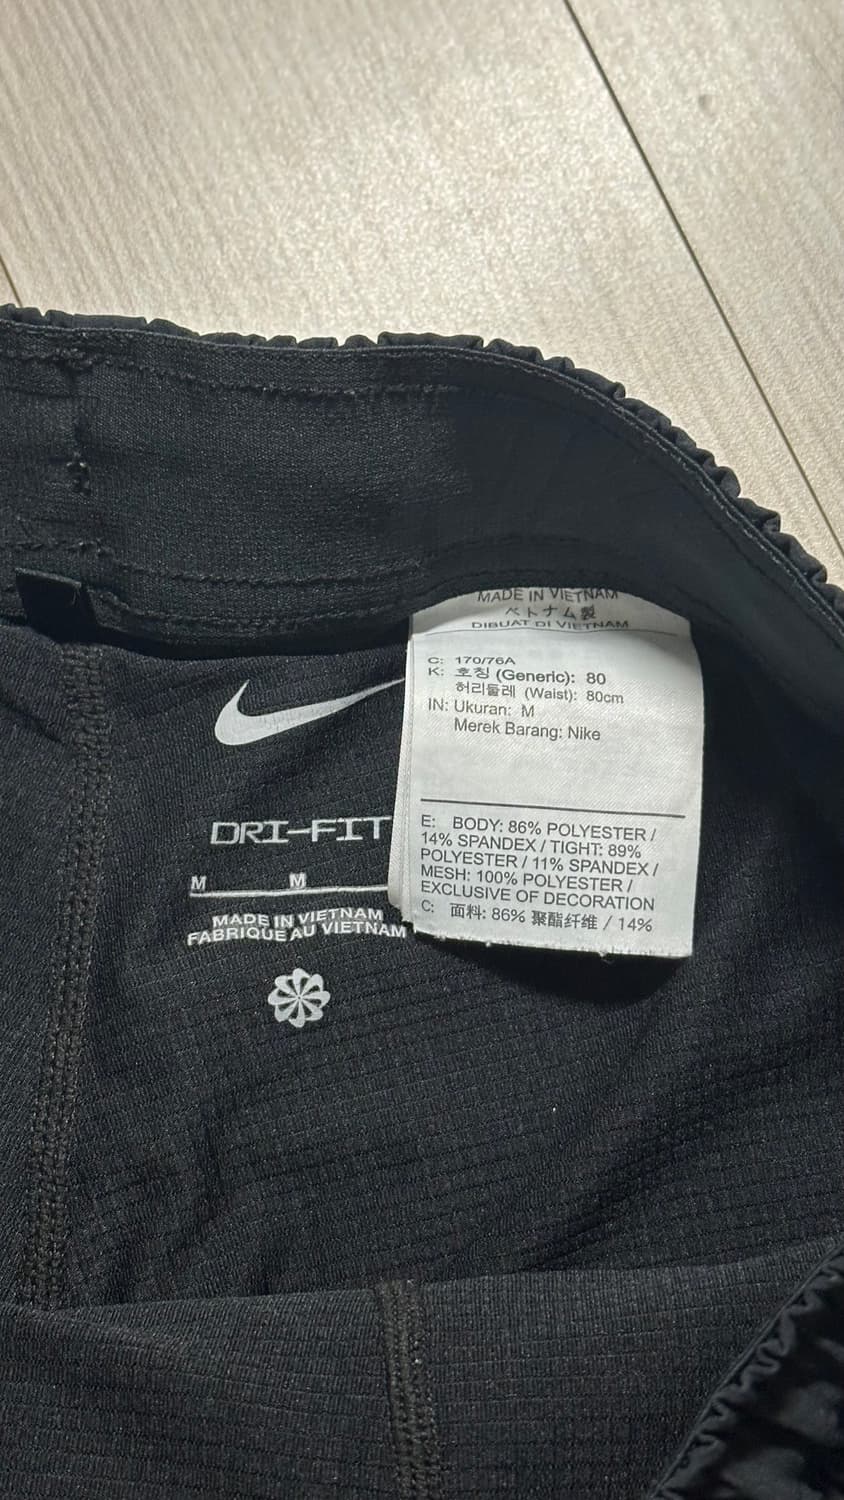 MADE IN VIETNAM
ベトナム製
DIBUAT DI VIETNAM
C: 170/76A
K: 호칭 (Generic): 80
허리둘레 (Waist): 80cm
IN: Ukuran: M
Merek Barang: Nike
E: BODY: 86% POLYESTER /
14% SPANDEX / TIGHT: 89%
POLYESTER / 11% SPANDEX /
MESH: 100% POLYESTER /
EXCLUSIVE OF DECORATION
C: 面料: 86% 聚酯纤维 / 14%
DRI-FIT
M M
MADE IN VIETNAM
FABRIQUE AU VIETNAM